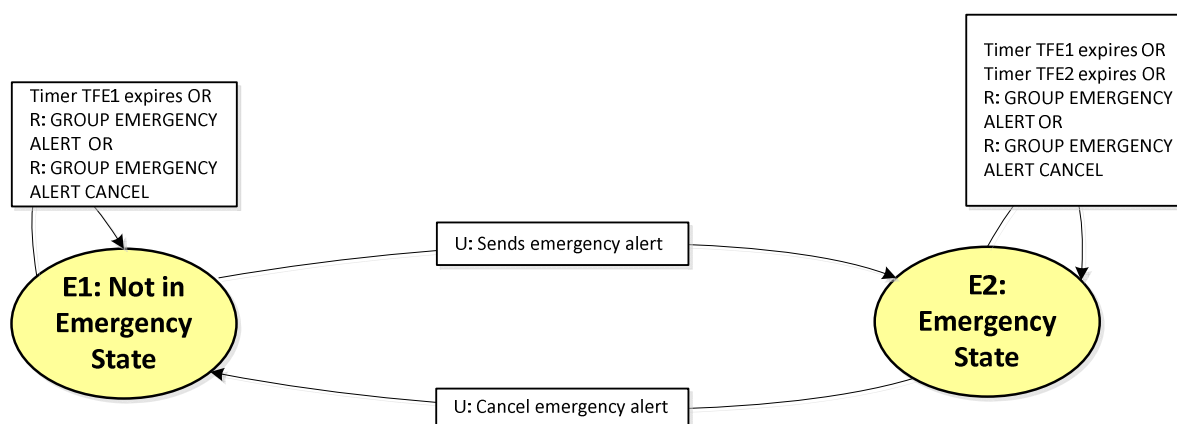 Timer TFE1 expires OR
R: GROUP EMERGENCY
ALERT OR
R: GROUP EMERGENCY
ALERT CANCEL
Timer TFE1 expires OR
Timer TFE2 expires OR
R: GROUP EMERGENCY
ALERT OR
R: GROUP EMERGENCY
ALERT CANCEL
U: Sends emergency alert
E1: Not in
Emergency
State
E2:
Emergency
State
U: Cancel emergency alert